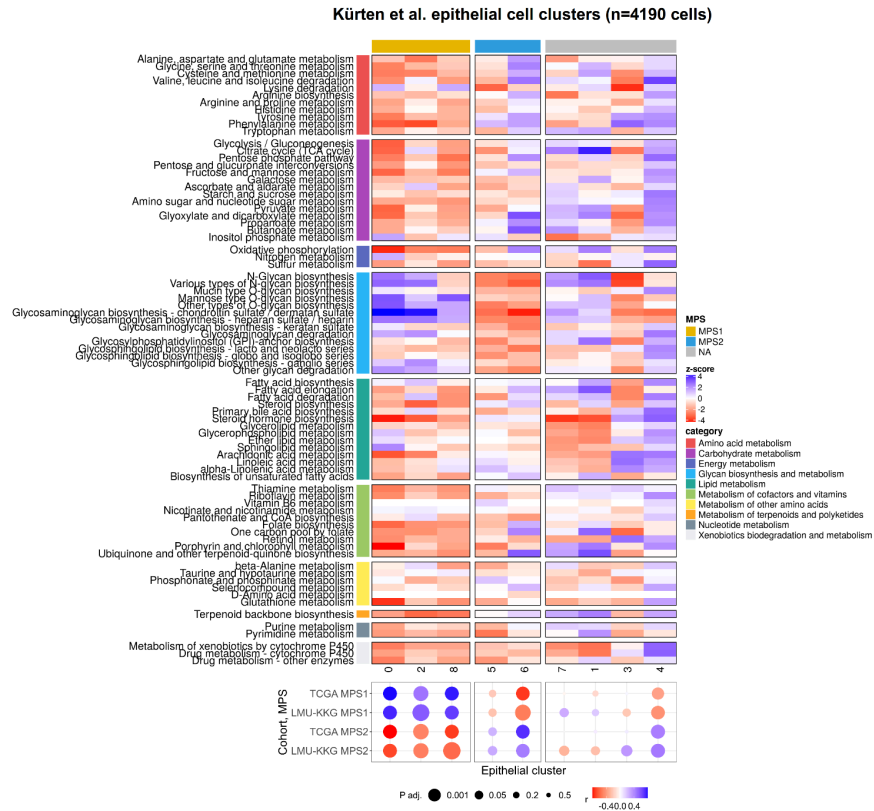 Kürten et al. epithelial cell clusters (n=4190 cells)
Alanine, aspartate and glutamate metabolism
Glycine, serine and threonine metabolism
Cysteine and methionine metabolism
Valine, leucine and isoleucine degradation
Lysine degradation
Arginine biosynthesis
Arginine and proline metabolism
Histidine metabolism
Tyrosine metabolism
Phenylalanine metabolism
Tryptophan metabolism
Glycolysis / Gluconeogenesis
Citrate cycle (TCA cycle)
Pentose phosphate pathway
Pentose and glucuronate interconversions
Fructose and mannose metabolism
Galactose metabolism
Ascorbate and aldarate metabolism
Starch and sucrose metabolism
Amino sugar and nucleotide sugar metabolism
Pyruvate metabolism
Glyoxylate and dicarboxylate metabolism
Propanoate metabolism
Butanoate metabolism
Inositol phosphate metabolism
Oxidative phosphorylation
Nitrogen metabolism
Sulfur metabolism
N-Glycan biosynthesis
Various types of N-glycan biosynthesis
Mucin type O-glycan biosynthesis
Mannose type O-glycan biosynthesis
Other types of O-glycan biosynthesis
Glycosaminoglycan biosynthesis - chondroitin sulfate / dermatan sulfate
Glycosaminoglycan biosynthesis - heparan sulfate / heparin
Glycosaminoglycan biosynthesis - keratan sulfate
Glycosaminoglycan degradation
Glycosylphosphatidylinositol (GPI)-anchor biosynthesis
Glycosphingolipid biosynthesis - lacto and neolacto series
Glycosphingolipid biosynthesis - globo and isoglobo series
Glycosphingolipid biosynthesis - ganglio series
Other glycan degradation
Fatty acid biosynthesis
Fatty acid elongation
Fatty acid degradation
Steroid biosynthesis
Primary bile acid biosynthesis
Steroid hormone biosynthesis
Glycerolipid metabolism
Glycerophospholipid metabolism
Ether lipid metabolism
Sphingolipid metabolism
Arachidonic acid metabolism
Linoleic acid metabolism
alpha-Linolenic acid metabolism
Biosynthesis of unsaturated fatty acids
Thiamine metabolism
Riboflavin metabolism
Vitamin B6 metabolism
Nicotinate and nicotinamide metabolism
Pantothenate and CoA biosynthesis
Folate biosynthesis
One carbon pool by folate
Retinol metabolism
Porphyrin and chlorophyll metabolism
Ubiquinone and other terpenoid-quinone biosynthesis
beta-Alanine metabolism
Taurine and hypotaurine metabolism
Phosphonate and phosphinate metabolism
Selenocompound metabolism
D-Amino acid metabolism
Glutathione metabolism
Terpenoid backbone biosynthesis
Purine metabolism
Pyrimidine metabolism
Metabolism of xenobiotics by cytochrome P450
Drug metabolism - cytochrome P450
Drug metabolism - other enzymes
0 2 8 5 6 7 1 3 4
Cohort, MPS
TCGA MPS1
LMU-KKG MPS1
TCGA MPS2
LMU-KKG MPS2
Epithelial cluster
P adj. 0.001 0.05 0.2 0.5
r -0.40.0 0.4
MPS
MPS1
MPS2
NA
z-score
4
2
0
-2
-4
category
Amino acid metabolism
Carbohydrate metabolism
Energy metabolism
Glycan biosynthesis and metabolism
Lipid metabolism
Metabolism of cofactors and vitamins
Metabolism of other amino acids
Metabolism of terpenoids and polyketides
Nucleotide metabolism
Xenobiotics biodegradation and metabolism